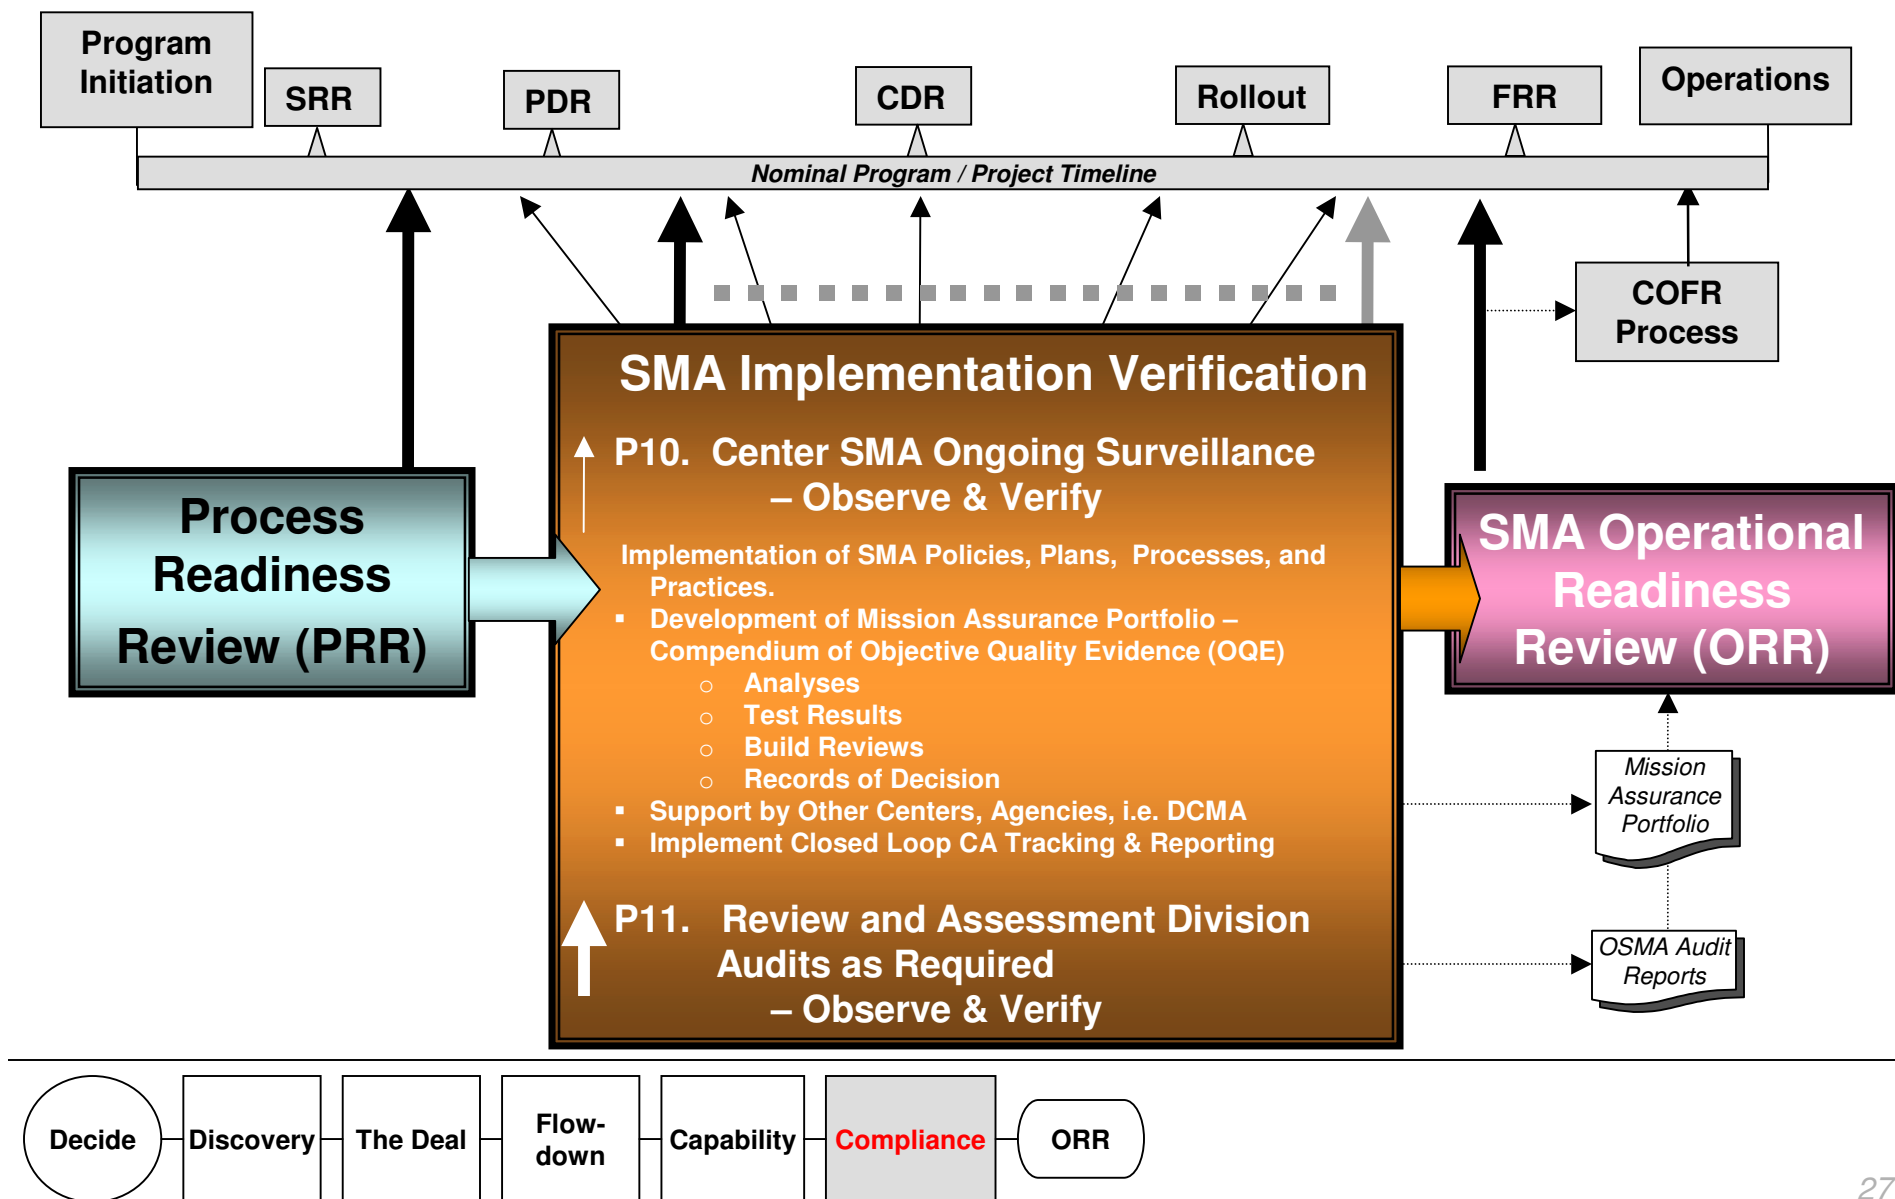 Program
Initiation
SRR
PDR
CDR
Rollout
FRR
Operations
Nominal Program / Project Timeline
COFR
Process
SMA Implementation Verification
P10. Center SMA Ongoing Surveillance
– Observe & Verify
Implementation of SMA Policies, Plans, Processes, and
Practices.
▪ Development of Mission Assurance Portfolio –
Compendium of Objective Quality Evidence (OQE)
o Analyses
o Test Results
o Build Reviews
o Records of Decision
▪ Support by Other Centers, Agencies, i.e. DCMA
▪ Implement Closed Loop CA Tracking & Reporting
P11. Review and Assessment Division
Audits as Required
– Observe & Verify
Process
Readiness
Review (PRR)
SMA Operational
Readiness
Review (ORR)
Mission
Assurance
Portfolio
OSMA Audit
Reports
Decide
Discovery
The Deal
Flow-
down
Capability
Compliance
ORR
27